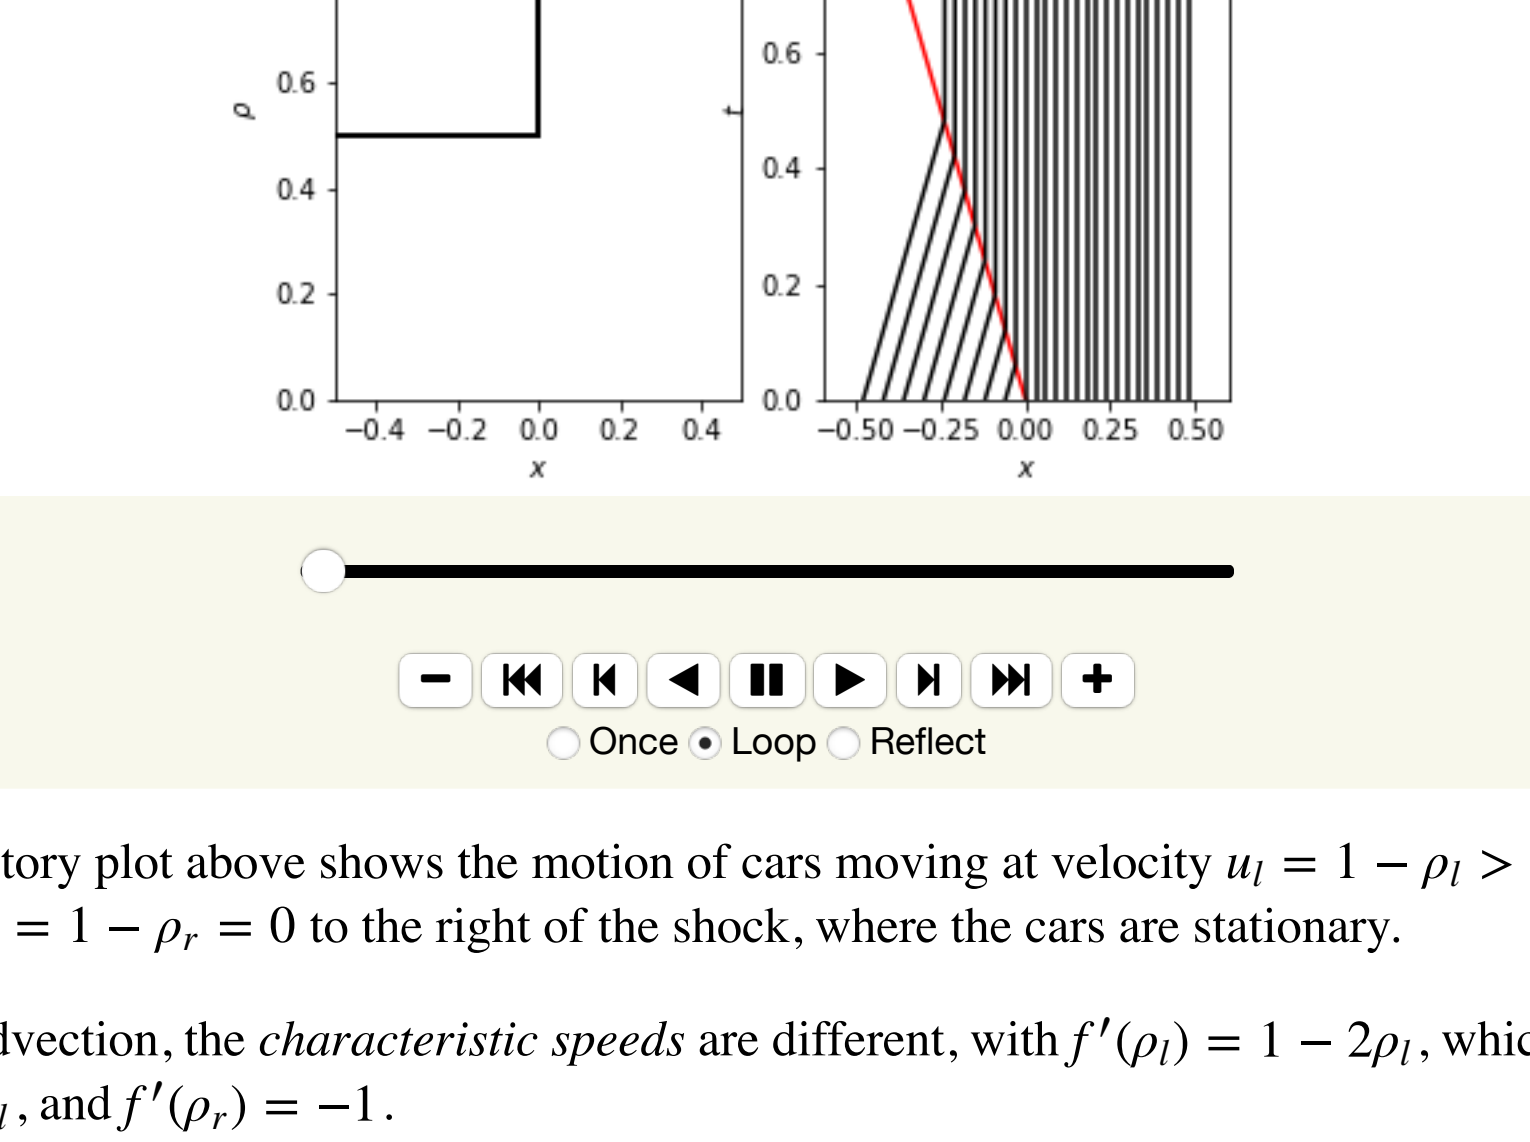 0.6
0.4
0.2
0.0
ρ
−0.4 −0.2 0.0 0.2 0.4
x
0.6
0.4
0.2
0.0
t
−0.50 −0.25 0.00 0.25 0.50
x
Once Loop Reflect
tory plot above shows the motion of cars moving at velocity u_l = 1 − ρ_l >
= 1 − ρ_r = 0 to the right of the shock, where the cars are stationary.
dvection, the characteristic speeds are different, with f′(ρ_l) = 1 − 2ρ_l, whic
l, and f′(ρ_r) = −1.